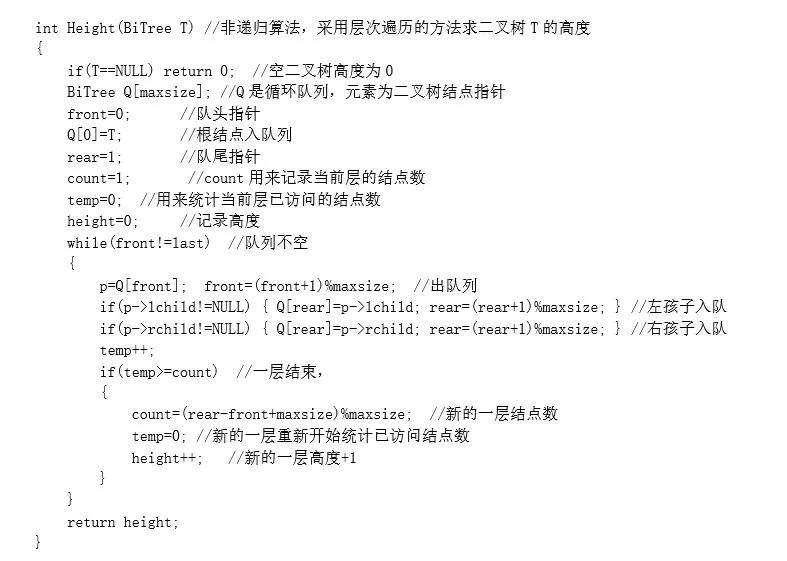 int Height(BiTree T) //非递归算法，采用层次遍历的方法求二叉树T的高度
{
    if(T==NULL) return 0;  //空二叉树高度为0
    BiTree Q[maxsize]; //Q是循环队列，元素为二叉树结点指针
    front=0;      //队头指针
    Q[0]=T;       //根结点入队列
    rear=1;       //队尾指针
    count=1;       //count用来记录当前层的结点数
    temp=0;  //用来统计当前层已访问的结点数
    height=0;     //记录高度
    while(front!=last)  //队列不空
    {
        p=Q[front];  front=(front+1)%maxsize;  //出队列
        if(p->lchild!=NULL) { Q[rear]=p->lchild; rear=(rear+1)%maxsize; } //左孩子入队
        if(p->rchild!=NULL) { Q[rear]=p->rchild; rear=(rear+1)%maxsize; } //右孩子入队
        temp++;
        if(temp>=count)  //一层结束，
        {
            count=(rear-front+maxsize)%maxsize;  //新的一层结点数
            temp=0; //新的一层重新开始统计已访问结点数
            height++;   //新的一层高度+1
        }
    }
    return height;
}